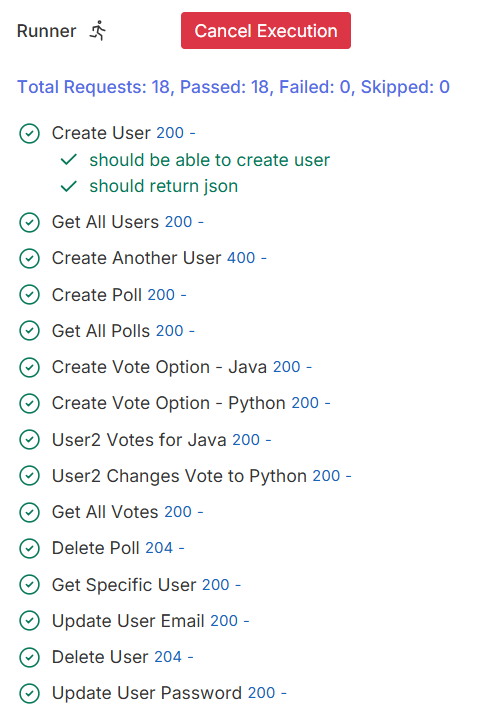 Runner
Cancel Execution
Total Requests: 18, Passed: 18, Failed: 0, Skipped: 0
Create User 200 -
should be able to create user
should return json
Get All Users 200 -
Create Another User 400 -
Create Poll 200 -
Get All Polls 200 -
Create Vote Option - Java 200 -
Create Vote Option - Python 200 -
User2 Votes for Java 200 -
User2 Changes Vote to Python 200 -
Get All Votes 200 -
Delete Poll 204 -
Get Specific User 200 -
Update User Email 200 -
Delete User 204 -
Update User Password 200 -